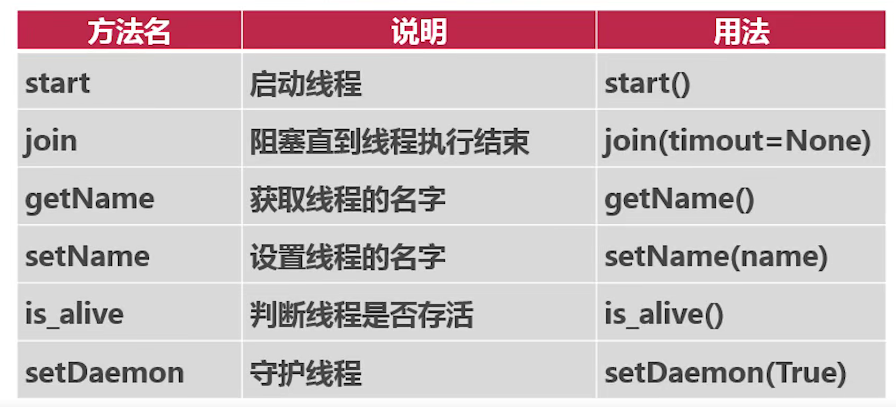 方法名 说明 用法
start 启动线程 start()
join 阻塞直到线程执行结束 join(timout=None)
getName 获取线程的名字 getName()
setName 设置线程的名字 setName(name)
is_alive 判断线程是否存活 is_alive()
setDaemon 守护线程 setDaemon(True)